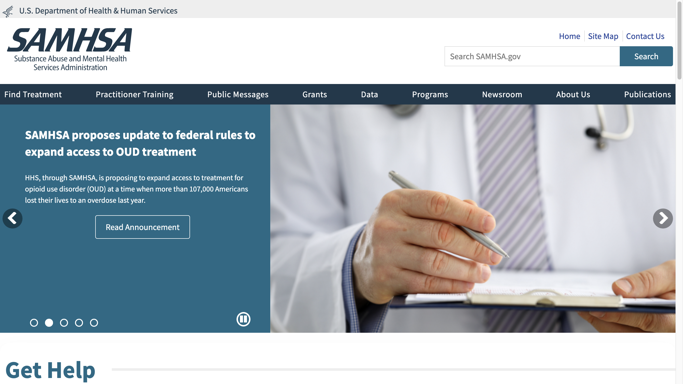 U.S. Department of Health & Human Services
SAMHSA
Substance Abuse and Mental Health
Services Administration
Home
Site Map
Contact Us
Search SAMHSA.gov
Search
Find Treatment
Practitioner Training
Public Messages
Grants
Data
Programs
Newsroom
About Us
Publications
SAMHSA proposes update to federal rules to
expand access to OUD treatment
HHS, through SAMHSA, is proposing to expand access to treatment for
opioid use disorder (OUD) at a time when more than 107,000 Americans
lost their lives to an overdose last year.
Read Announcement
Get Help